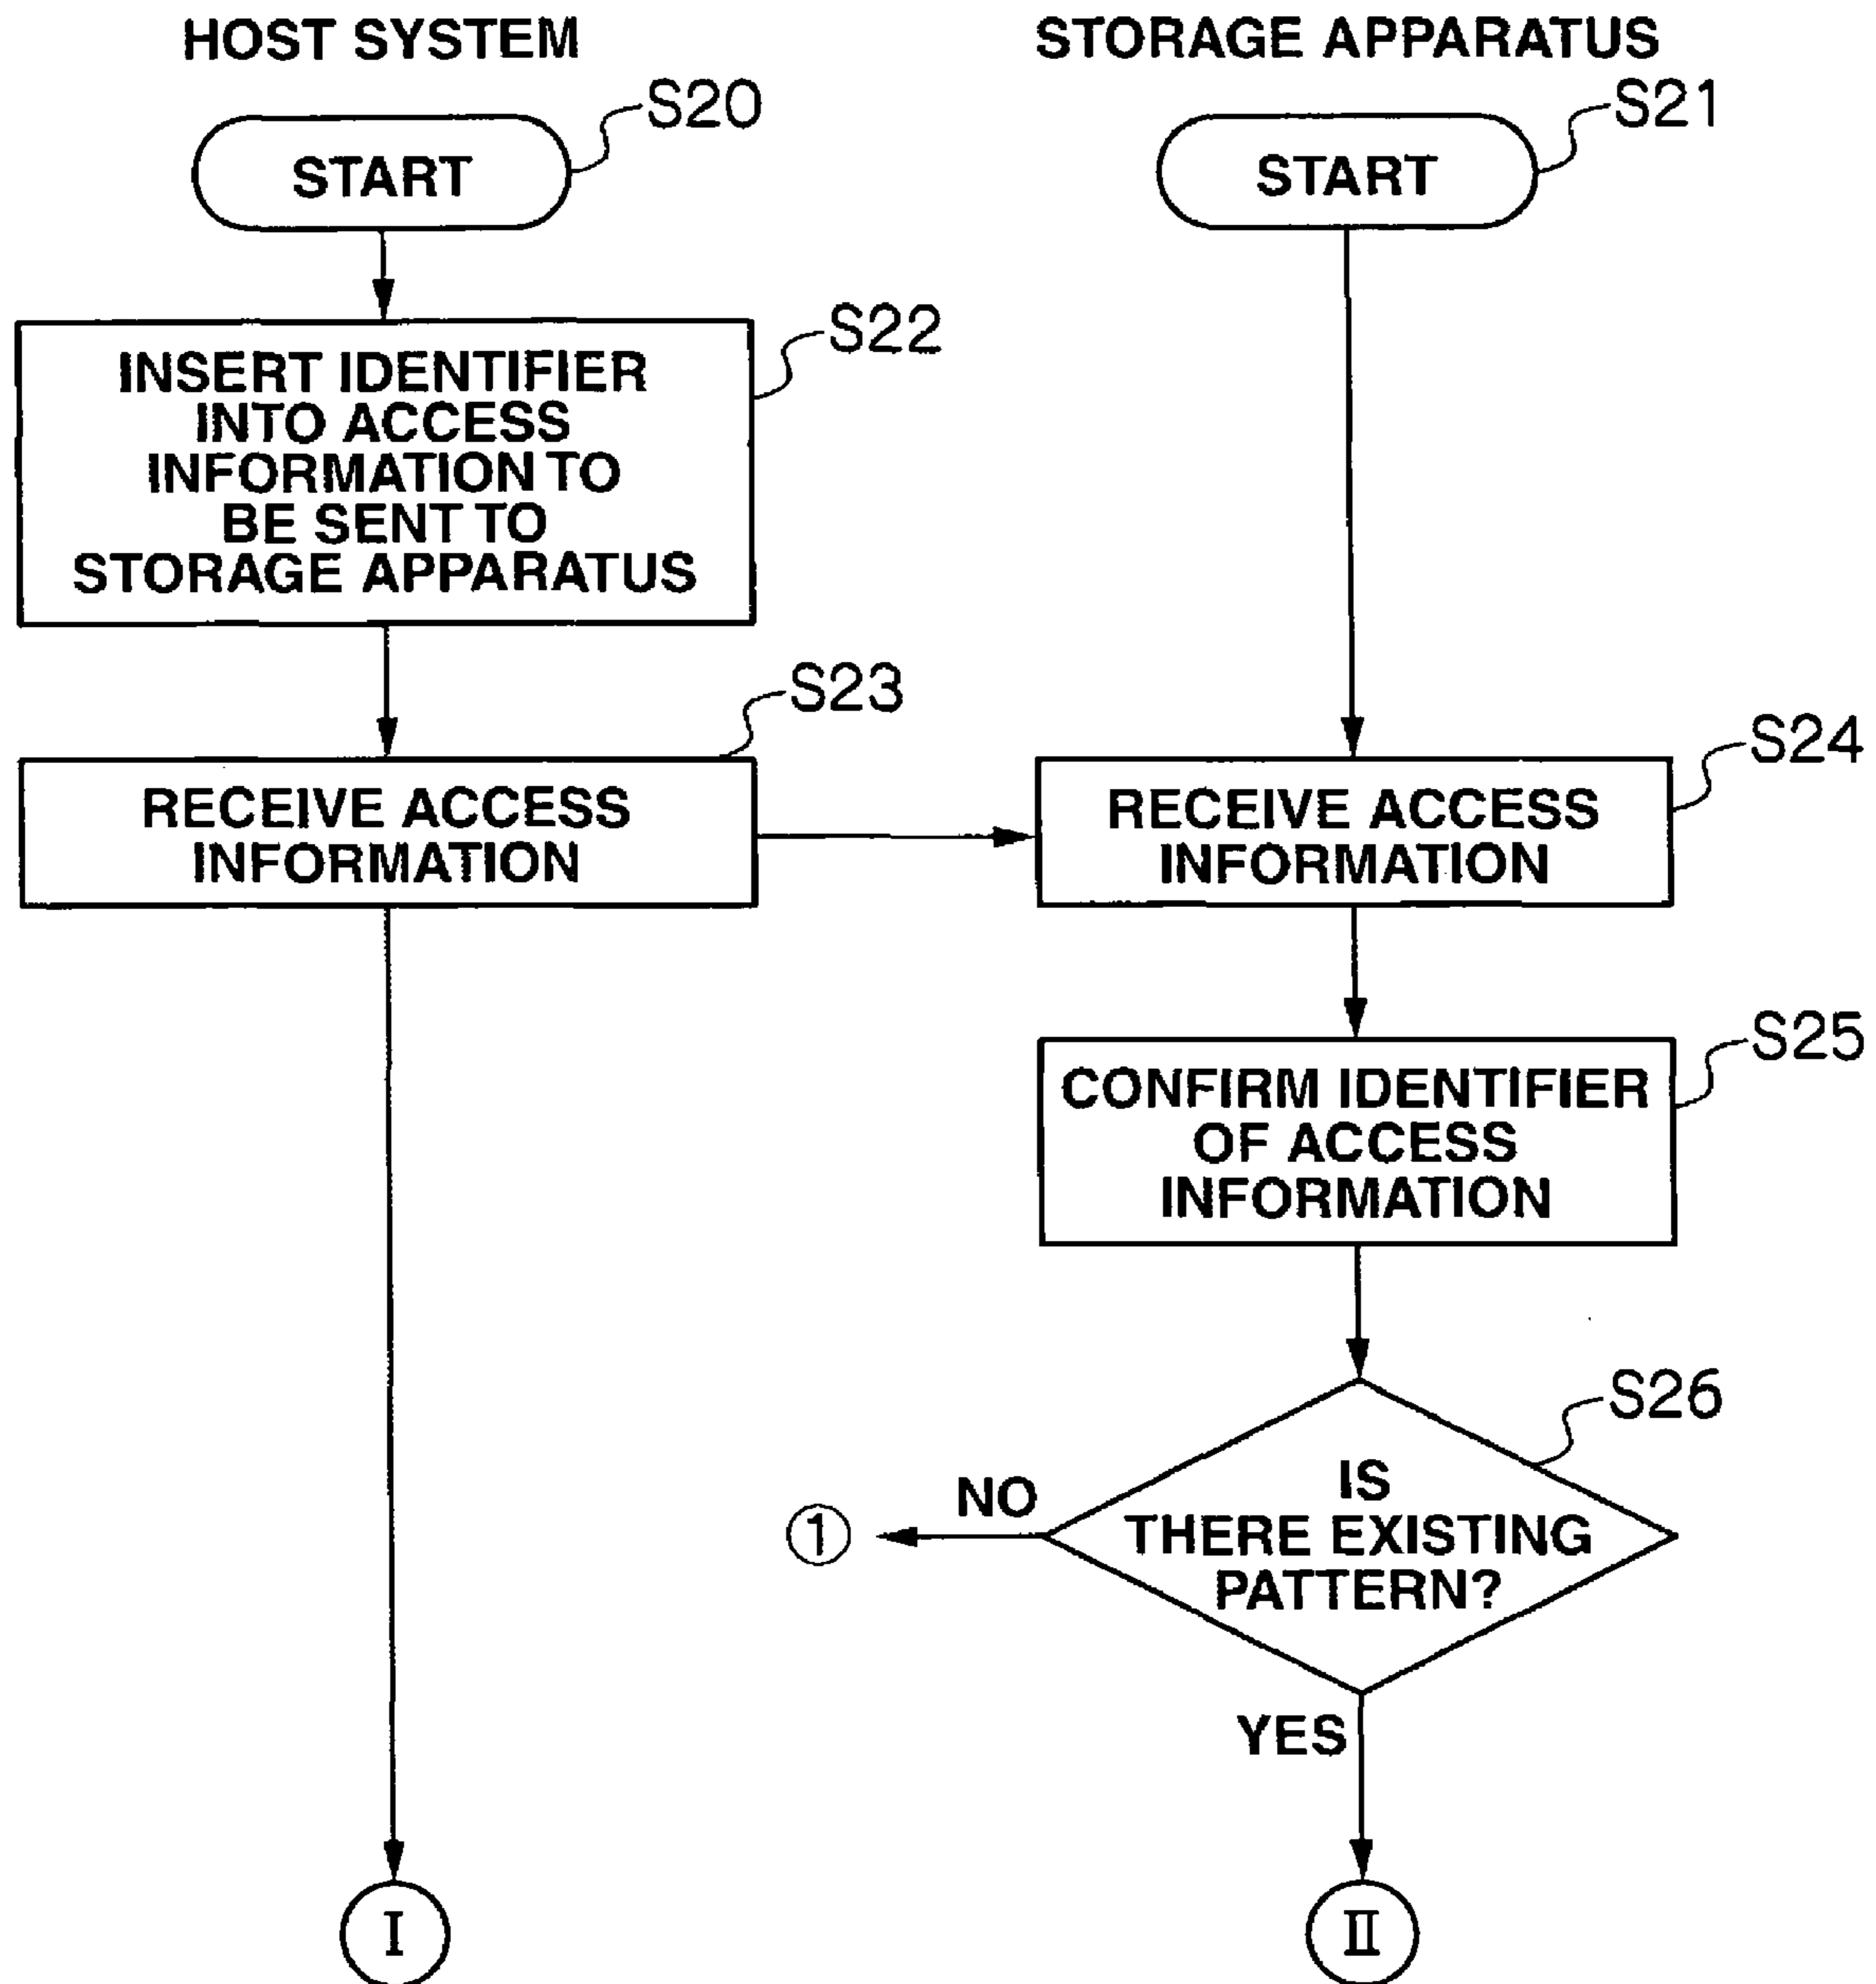 HOST SYSTEM
STORAGE APPARATUS
S20
START
S21
START
S22
INSERT IDENTIFIER
INTO ACCESS
INFORMATION TO
BE SENT TO
STORAGE APPARATUS
S23
RECEIVE ACCESS
INFORMATION
S24
RECEIVE ACCESS
INFORMATION
S25
CONFIRM IDENTIFIER
OF ACCESS
INFORMATION
S26
IS
THERE EXISTING
PATTERN?
NO
1
YES
I
II